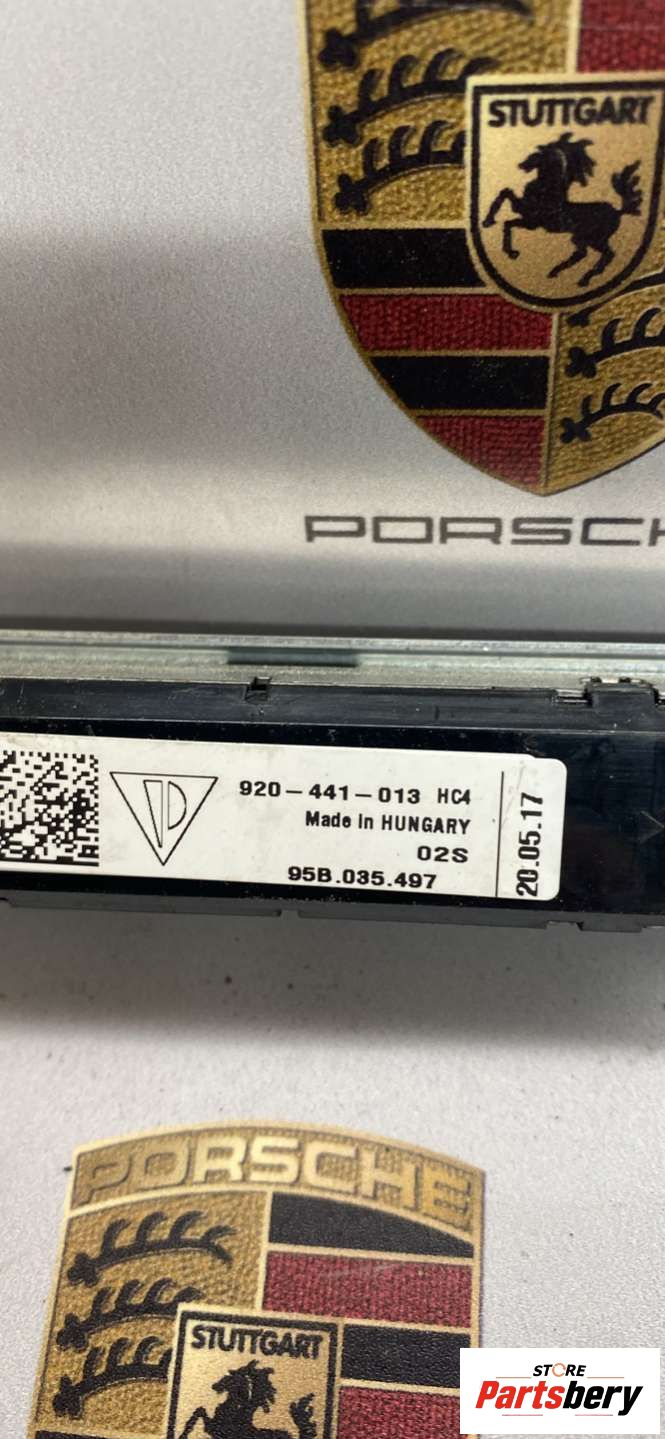 STUTTGART
PORSCH
920-441-013 HC4
Made in HUNGARY
02S
95B.035.497
20.05.17
PORSCHE
STUTTGART
STORE
Partsbery